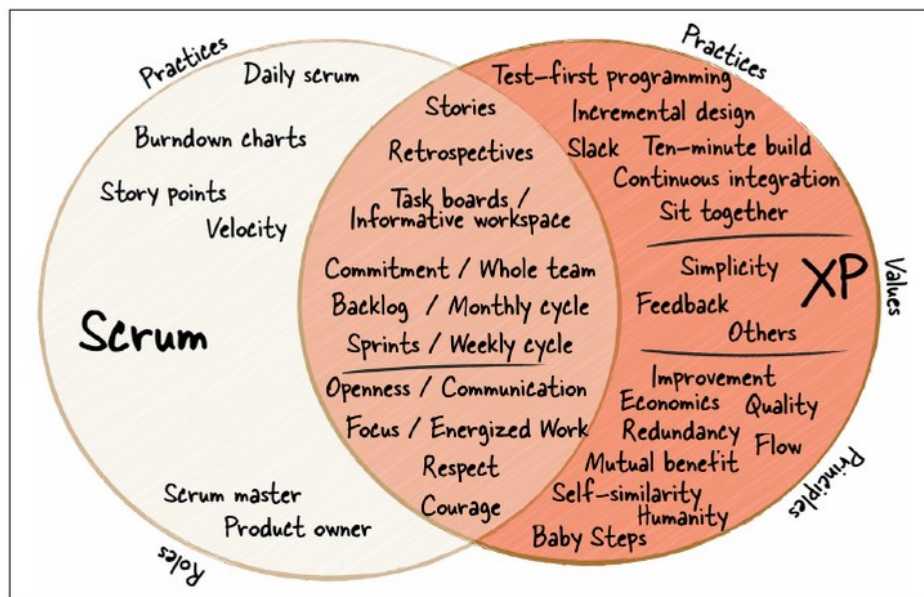 Practices
Daily scrum
Burndown charts
Story points
Velocity
Scrum
Scrum master
Product owner
Roles
Stories
Retrospectives
Task boards /
Informative workspace
Commitment / Whole team
Backlog / Monthly cycle
Sprints / Weekly cycle
Openness / Communication
Focus / Energized Work
Respect
Courage
Practices
Test-first programming
Incremental design
Slack Ten-minute build
Continuous integration
Sit together
Values
XP
Simplicity
Feedback
Others
Improvement
Economics Quality
Redundancy Flow
Mutual benefit
Self-similarity
Humanity
Baby Steps
Principles